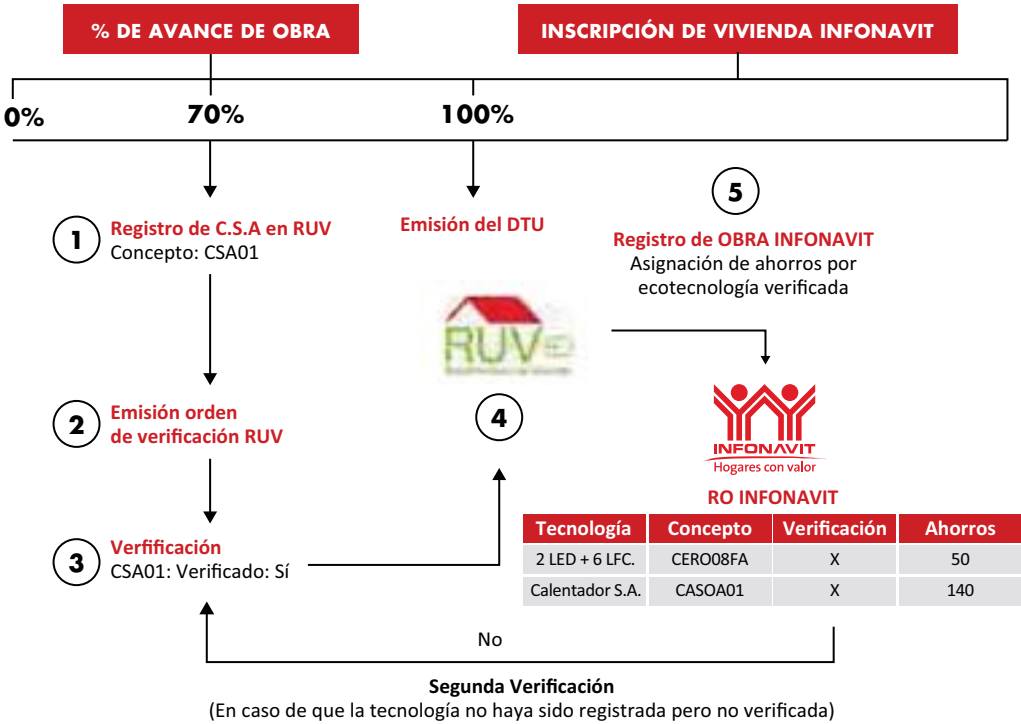 % DE AVANCE DE OBRA
INSCRIPCIÓN DE VIVIENDA INFONAVIT
0%
70%
100%
1
Registro de C.S.A en RUV
Concepto: CSA01
Emisión del DTU
5
Registro de OBRA INFONAVIT
Asignación de ahorros por
ecotecnología verificada
RUV
2
Emisión orden
de verificación RUV
4
INFONAVIT
Hogares con valor
RO INFONAVIT
Tecnología Concepto Verificación Ahorros
2 LED + 6 LFC. CERO08FA X 50
Calentador S.A. CASOA01 X 140
3
Verfificación
CSA01: Verificado: Sí
No
Segunda Verificación
(En caso de que la tecnología no haya sido registrada pero no verificada)